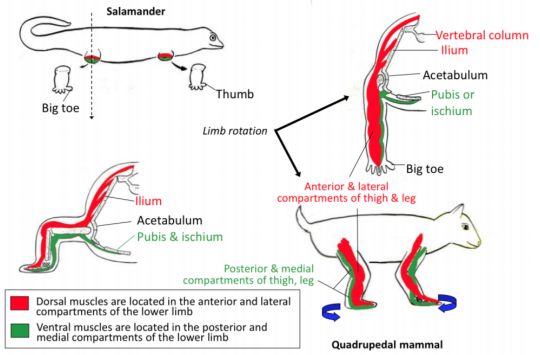 Salamander
Big toe
Thumb
Limb rotation
Vertebral column
Ilium
Acetabulum
Pubis or
ischium
Big toe
Ilium
Acetabulum
Pubis & ischium
Anterior & lateral
compartments of thigh & leg
Posterior & medial
compartments of thigh, leg
Dorsal muscles are located in the anterior and lateral
compartments of the lower limb
Ventral muscles are located in the posterior and
medial compartments of the lower limb
Quadrupedal mammal